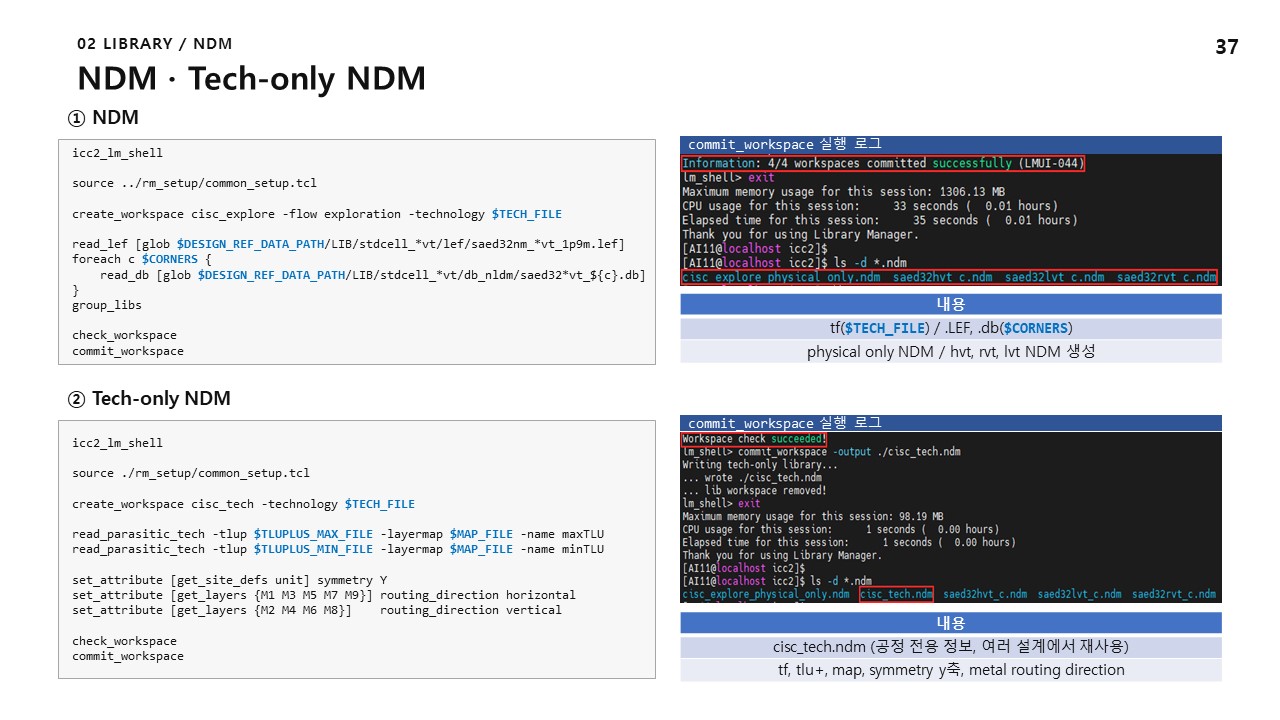 02 LIBRARY / NDM
37
NDM · Tech-only NDM
① NDM
icc2_lm_shell
source ../rm_setup/common_setup.tcl
create_workspace cisc_explore -flow exploration -technology $TECH_FILE
read_lef [glob $DESIGN_REF_DATA_PATH/LIB/stdcell_*vt/lef/saed32nm_*vt_1p9m.lef]
foreach c $CORNERS {
read_db [glob $DESIGN_REF_DATA_PATH/LIB/stdcell_*vt/db_nldm/saed32*vt_${c}.db]
}
group_libs
check_workspace
commit_workspace
commit_workspace 실행 로그
Information: 4/4 workspaces committed successfully (LMUI-044)
lm_shell> exit
Maximum memory usage for this session: 1306.13 MB
CPU usage for this session: 33 seconds ( 0.01 hours)
Elapsed time for this session: 35 seconds ( 0.01 hours)
Thank you for using Library Manager.
[AI11@localhost icc2]$
[AI11@localhost icc2]$ ls -d *.ndm
cisc_explore_physical_only.ndm saed32hvt_c.ndm saed32lvt_c.ndm saed32rvt_c.ndm
내용
tf($TECH_FILE) / .LEF, .db($CORNERS)
physical only NDM / hvt, rvt, lvt NDM 생성
② Tech-only NDM
icc2_lm_shell
source ./rm_setup/common_setup.tcl
create_workspace cisc_tech -technology $TECH_FILE
read_parasitic_tech -tlup $TLUPLUS_MAX_FILE -layermap $MAP_FILE -name maxTLU
read_parasitic_tech -tlup $TLUPLUS_MIN_FILE -layermap $MAP_FILE -name minTLU
set_attribute [get_site_defs unit] symmetry Y
set_attribute [get_layers {M1 M3 M5 M7 M9}] routing_direction horizontal
set_attribute [get_layers {M2 M4 M6 M8}] routing_direction vertical
check_workspace
commit_workspace
commit_workspace 실행 로그
Workspace check succeeded!
lm_shell> commit_workspace -output ./cisc_tech.ndm
Writing tech-only library...
... wrote ./cisc_tech.ndm
... lib workspace removed!
lm_shell> exit
Maximum memory usage for this session: 98.19 MB
CPU usage for this session: 1 seconds ( 0.00 hours)
Elapsed time for this session: 1 seconds ( 0.00 hours)
Thank you for using Library Manager.
[AI11@localhost icc2]$
[AI11@localhost icc2]$ ls -d *.ndm
cisc_explore_physical_only.ndm cisc_tech.ndm saed32hvt_c.ndm saed32lvt_c.ndm saed32rvt_c.ndm
내용
cisc_tech.ndm (공정 전용 정보, 여러 설계에서 재사용)
tf, tlu+, map, symmetry y축, metal routing direction